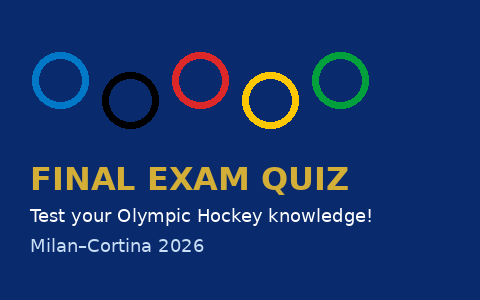 FINAL EXAM QUIZ
Test your Olympic Hockey knowledge!
Milan–Cortina 2026